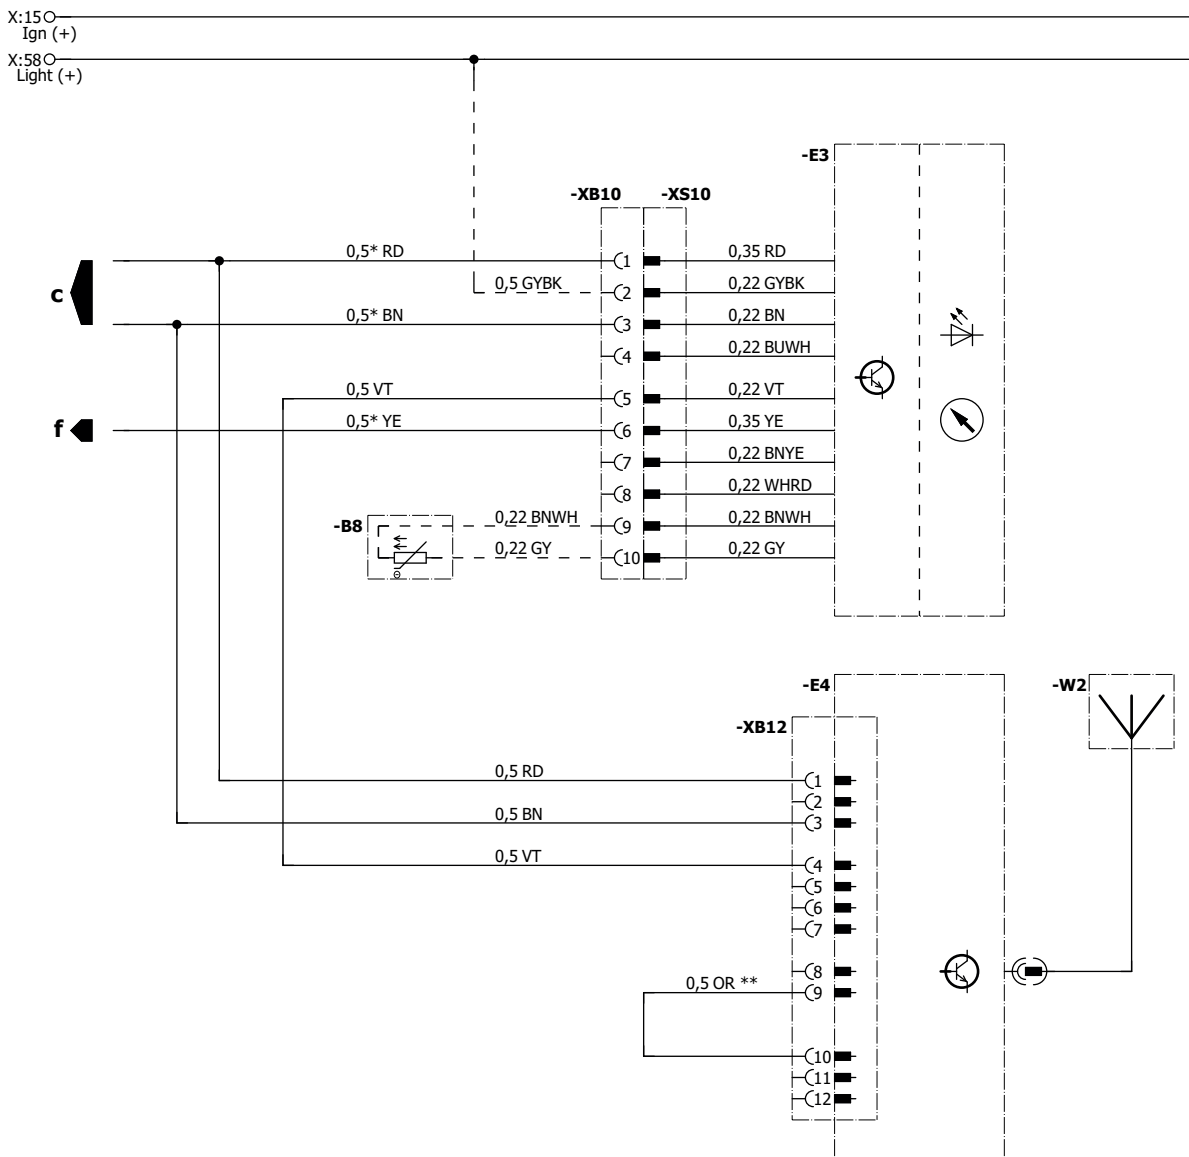 X:15
Ign (+)
X:58
Light (+)
-E3
-XB10 -XS10
0,5* RD 1 0,35 RD
c 0,5 GYBK 2 0,22 GYBK
0,5* BN 3 0,22 BN
4 0,22 BUWH
0,5 VT 5 0,22 VT
f 0,5* YE 6 0,35 YE
7 0,22 BNYE
8 0,22 WHRD
-B8 0,22 BNWH 9 0,22 BNWH
0,22 GY 10 0,22 GY
-E4 -W2
-XB12
0,5 RD 1
2
0,5 BN 3
0,5 VT 4
5
6
7
8
0,5 OR ** 9
10
11
12